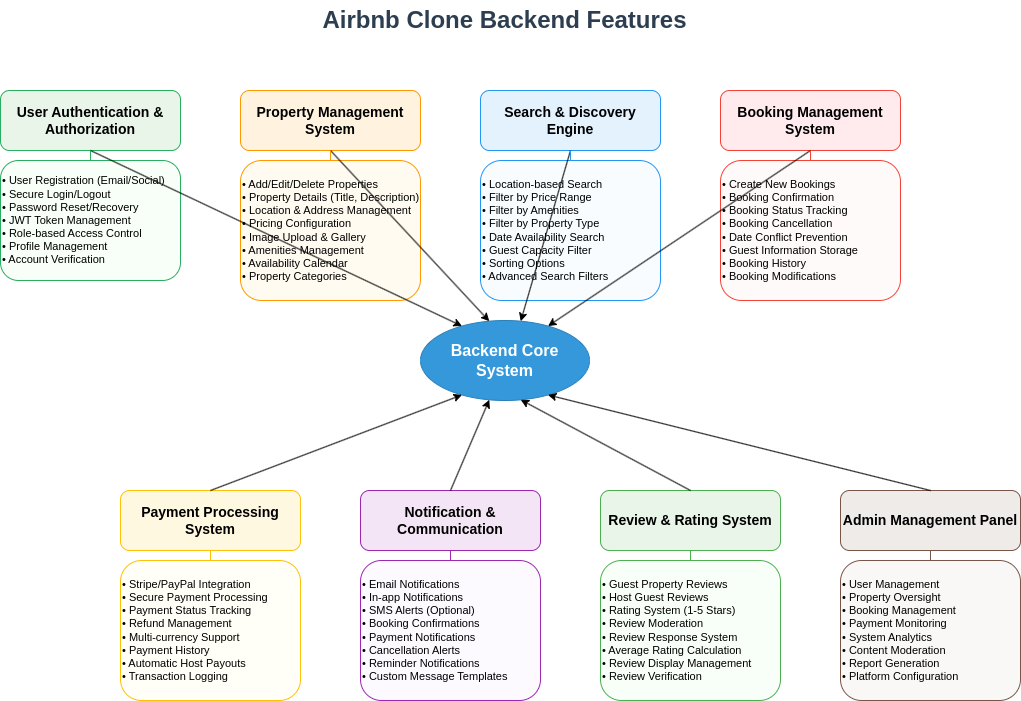 Airbnb Clone Backend Features
User Authentication &
Authorization
• User Registration (Email/Social)
• Secure Login/Logout
• Password Reset/Recovery
• JWT Token Management
• Role-based Access Control
• Profile Management
• Account Verification
Property Management
System
• Add/Edit/Delete Properties
• Property Details (Title, Description)
• Location & Address Management
• Pricing Configuration
• Image Upload & Gallery
• Amenities Management
• Availability Calendar
• Property Categories
Search & Discovery
Engine
• Location-based Search
• Filter by Price Range
• Filter by Amenities
• Filter by Property Type
• Date Availability Search
• Guest Capacity Filter
• Sorting Options
• Advanced Search Filters
Booking Management
System
• Create New Bookings
• Booking Confirmation
• Booking Status Tracking
• Booking Cancellation
• Date Conflict Prevention
• Guest Information Storage
• Booking History
• Booking Modifications
Backend Core
System
Payment Processing
System
• Stripe/PayPal Integration
• Secure Payment Processing
• Payment Status Tracking
• Refund Management
• Multi-currency Support
• Payment History
• Automatic Host Payouts
• Transaction Logging
Notification &
Communication
• Email Notifications
• In-app Notifications
• SMS Alerts (Optional)
• Booking Confirmations
• Payment Notifications
• Cancellation Alerts
• Reminder Notifications
• Custom Message Templates
Review & Rating System
• Guest Property Reviews
• Host Guest Reviews
• Rating System (1-5 Stars)
• Review Moderation
• Review Response System
• Average Rating Calculation
• Review Display Management
• Review Verification
Admin Management Panel
• User Management
• Property Oversight
• Booking Management
• Payment Monitoring
• System Analytics
• Content Moderation
• Report Generation
• Platform Configuration